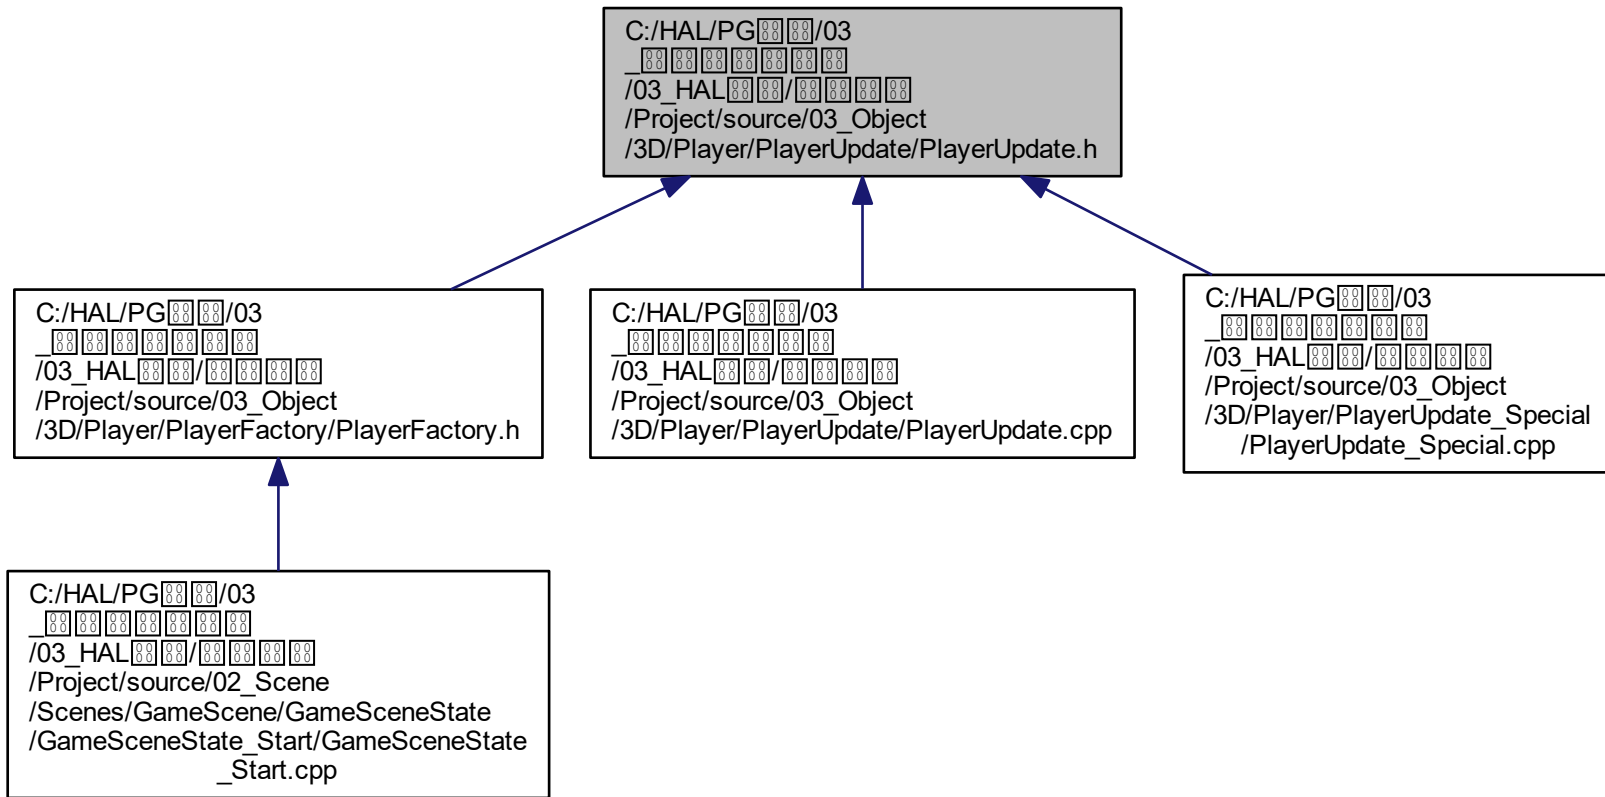 C:/HAL/PG/03
_
/03_HAL/
/Project/source/03_Object
/3D/Player/PlayerUpdate/PlayerUpdate.h
C:/HAL/PG/03
_
/03_HAL/
/Project/source/03_Object
/3D/Player/PlayerFactory/PlayerFactory.h
C:/HAL/PG/03
_
/03_HAL/
/Project/source/03_Object
/3D/Player/PlayerUpdate/PlayerUpdate.cpp
C:/HAL/PG/03
_
/03_HAL/
/Project/source/03_Object
/3D/Player/PlayerUpdate_Special
/PlayerUpdate_Special.cpp
C:/HAL/PG/03
_
/03_HAL/
/Project/source/02_Scene
/Scenes/GameScene/GameSceneState
/GameSceneState_Start/GameSceneState
_Start.cpp